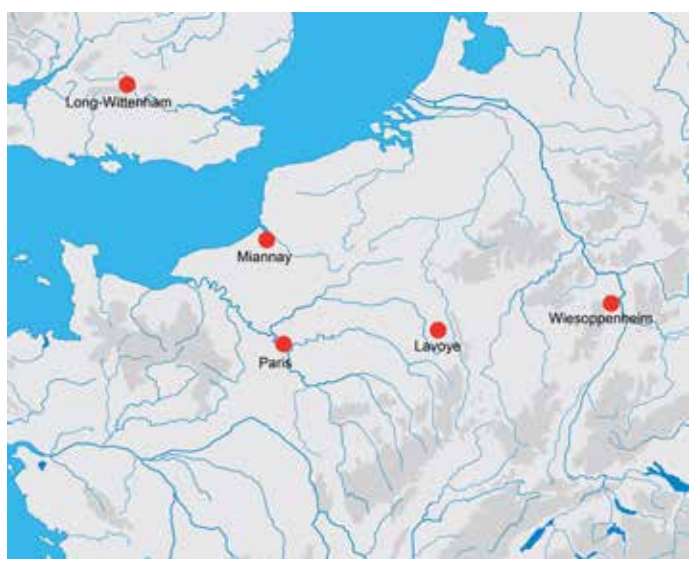 Long-Wittenham
Miannay
Wiesoppenheim
Lavoye
Paris